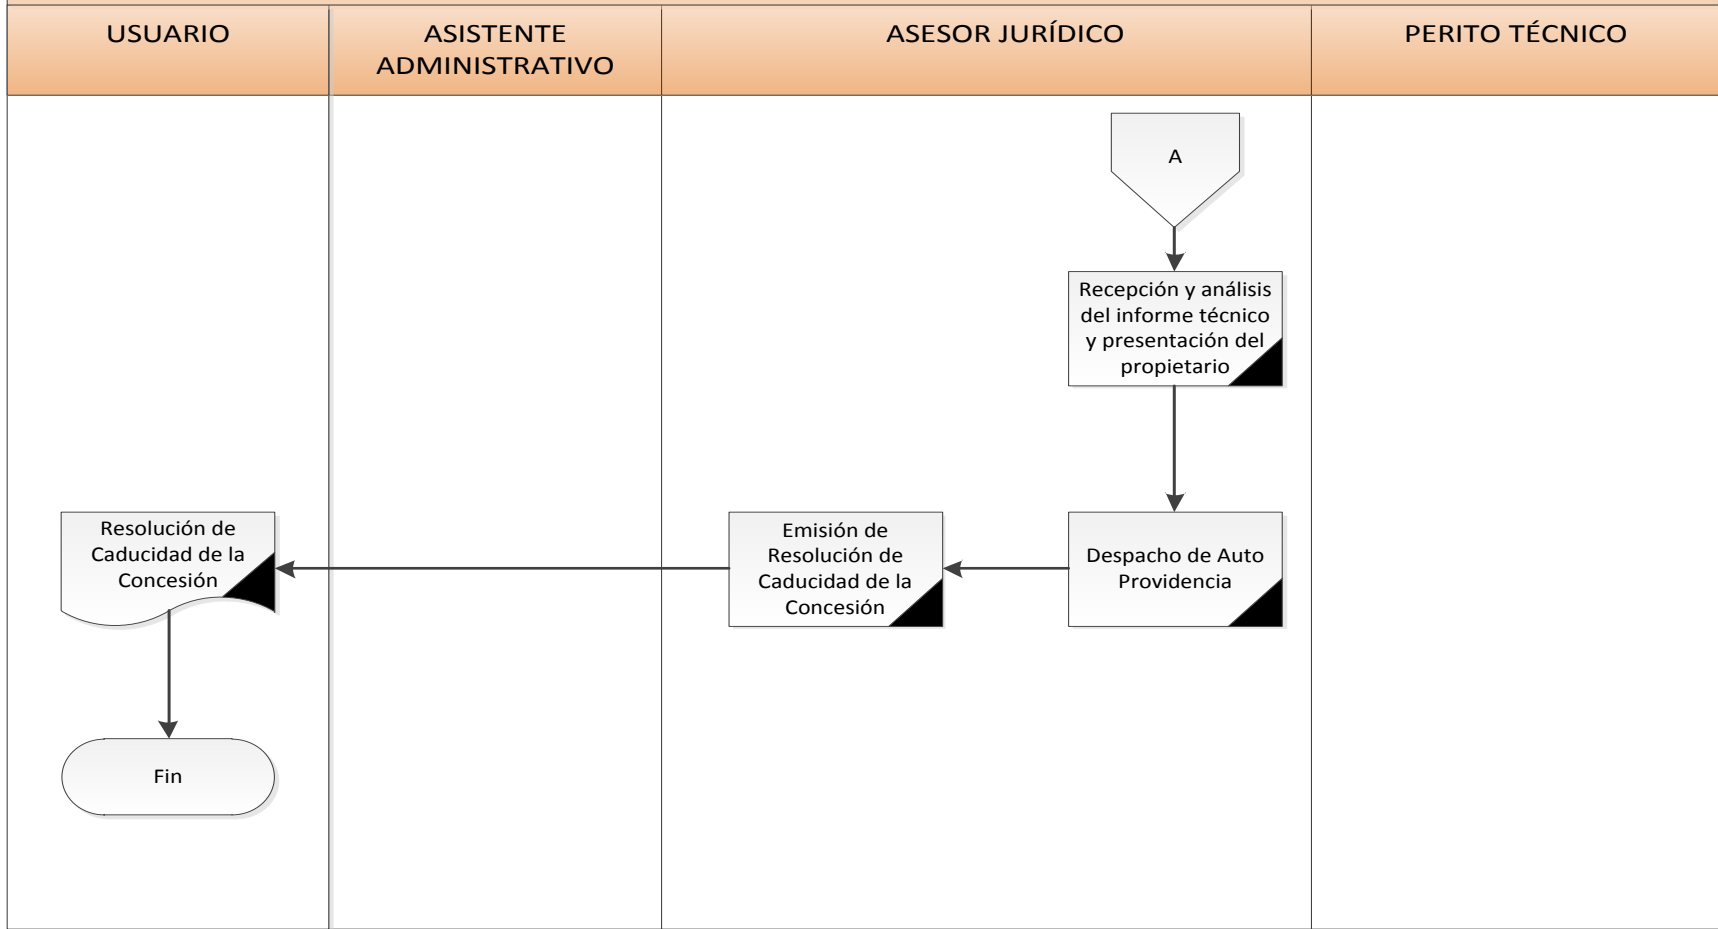 USUARIO
ASISTENTE
ADMINISTRATIVO
ASESOR JURÍDICO
PERITO TÉCNICO
A
Recepción y análisis
del informe técnico
y presentación del
propietario
Resolución de
Caducidad de la
Concesión
Emisión de
Resolución de
Caducidad de la
Concesión
Despacho de Auto
Providencia
Fin